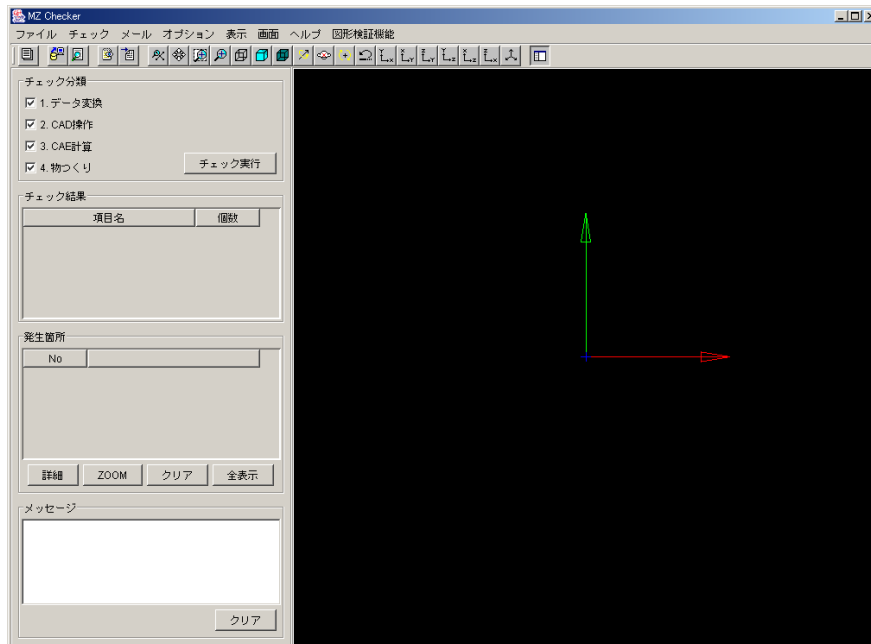 MZ Checker
ファイル チェック メール オプション 表示 画面 ヘルプ 図形検証機能
チェック分類
1. データ変換
2. CAD操作
3. CAE計算
4. 物つくり
チェック実行
チェック結果
項目名 個数
発生箇所
No
詳細 ZOOM クリア 全表示
メッセージ
クリア